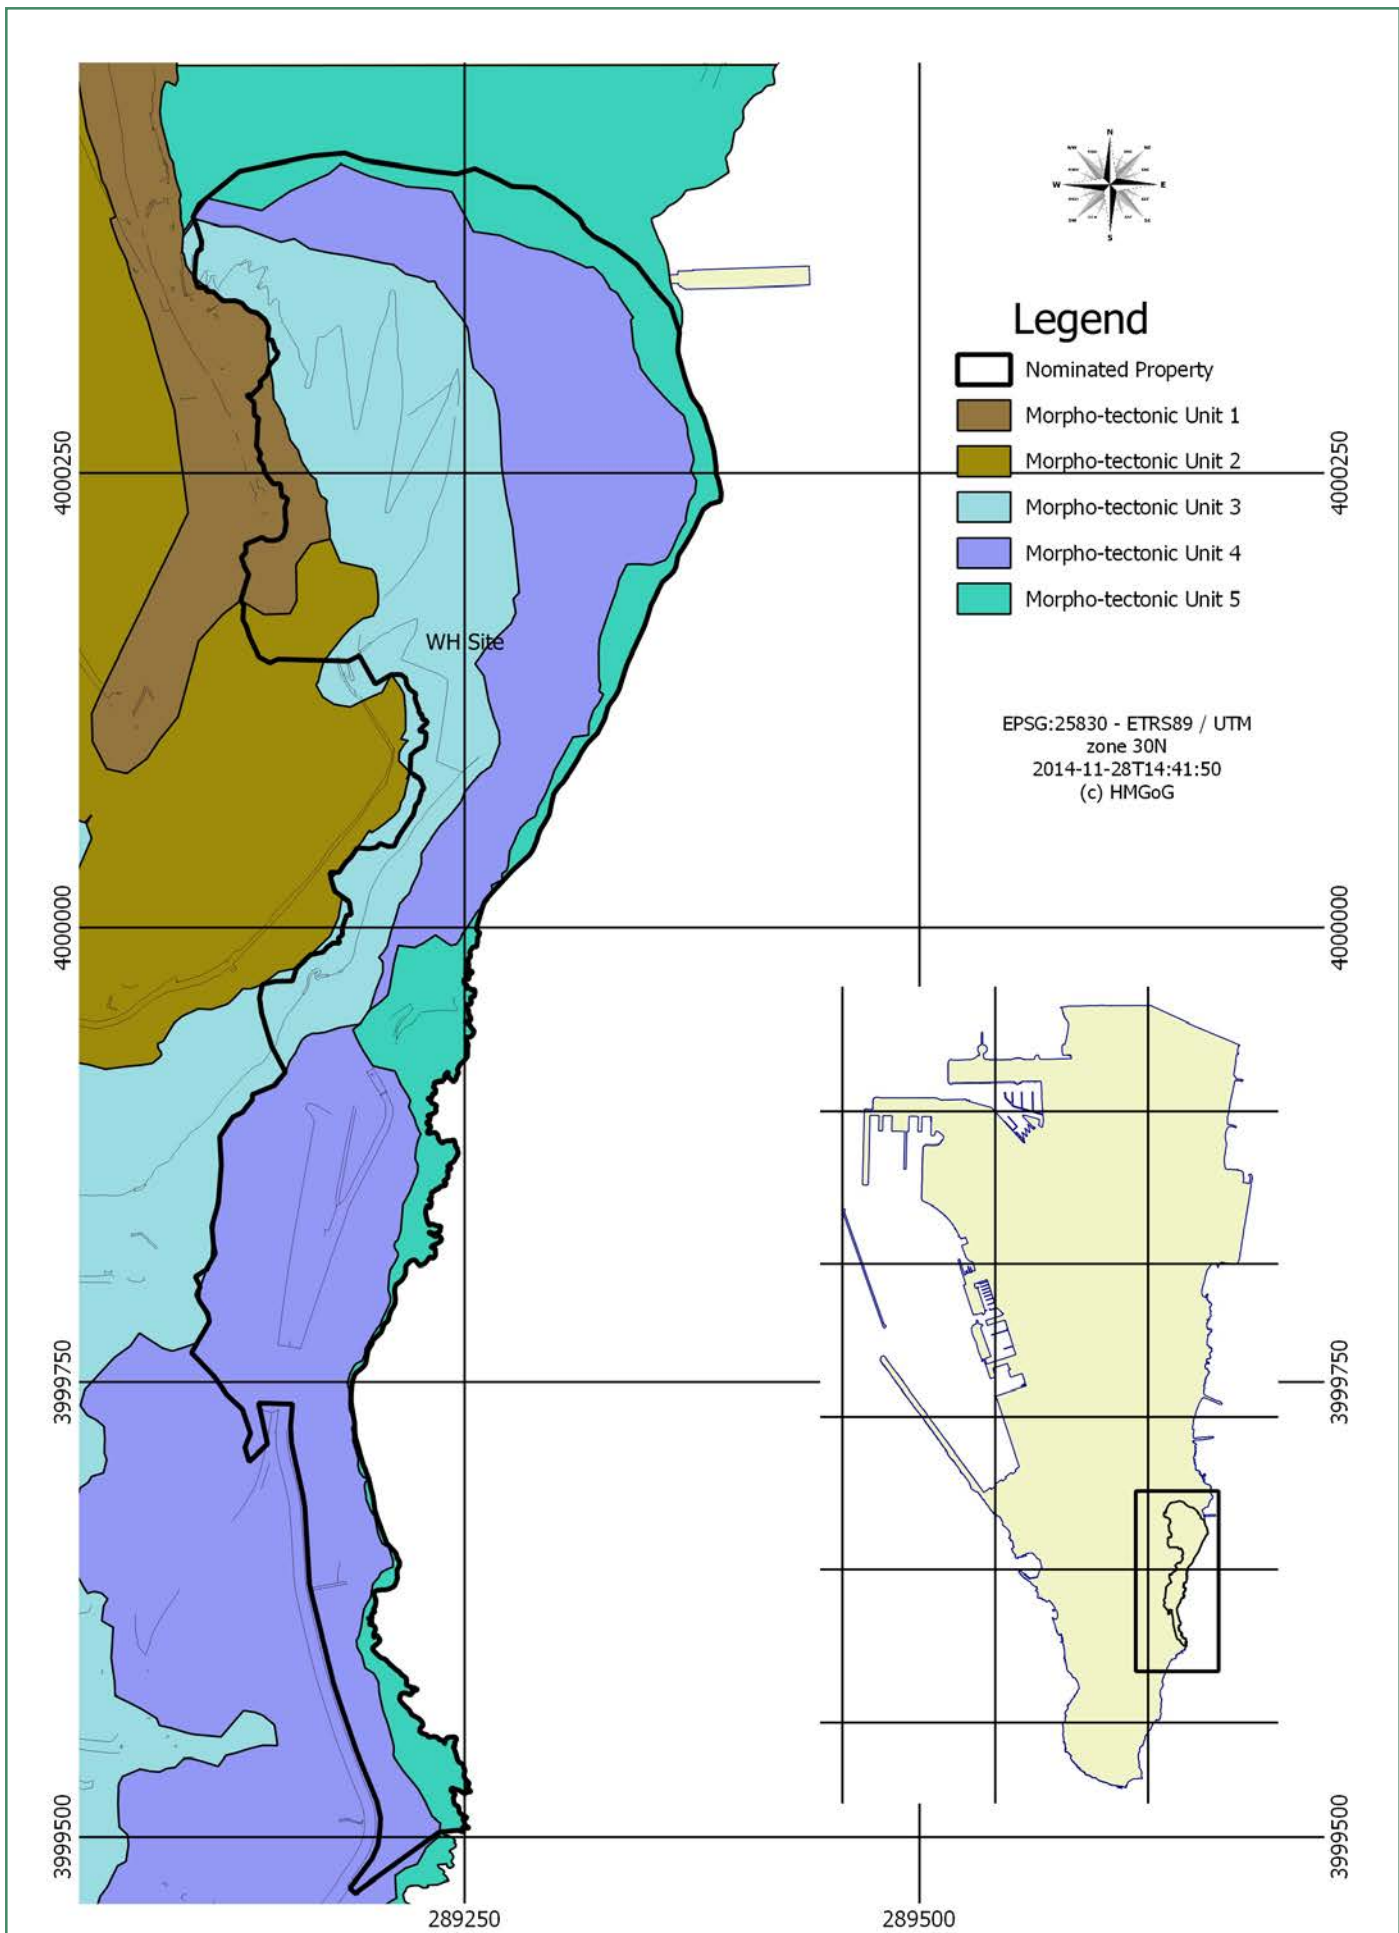 N
W
E
S
Legend
Nominated Property
Morpho-tectonic Unit 1
Morpho-tectonic Unit 2
Morpho-tectonic Unit 3
Morpho-tectonic Unit 4
Morpho-tectonic Unit 5
4000250
4000250
WH Site
EPSG:25830 - ETRS89 / UTM
zone 30N
2014-11-28T14:41:50
(c) HMGoG
4000000
4000000
3999750
3999750
3999500
3999500
289250
289500